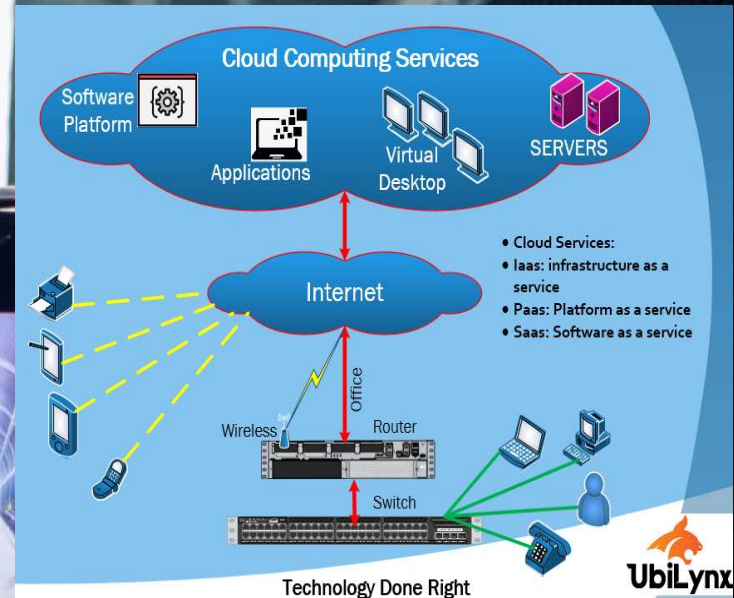 Cloud Computing Services
Software
Platform
Applications
Virtual
Desktop
SERVERS
Internet
• Cloud Services:
• Iaas: infrastructure as a
service
• Paas: Platform as a service
• Saas: Software as a service
Office
Wireless
Router
Switch
Technology Done Right
UbiLynx